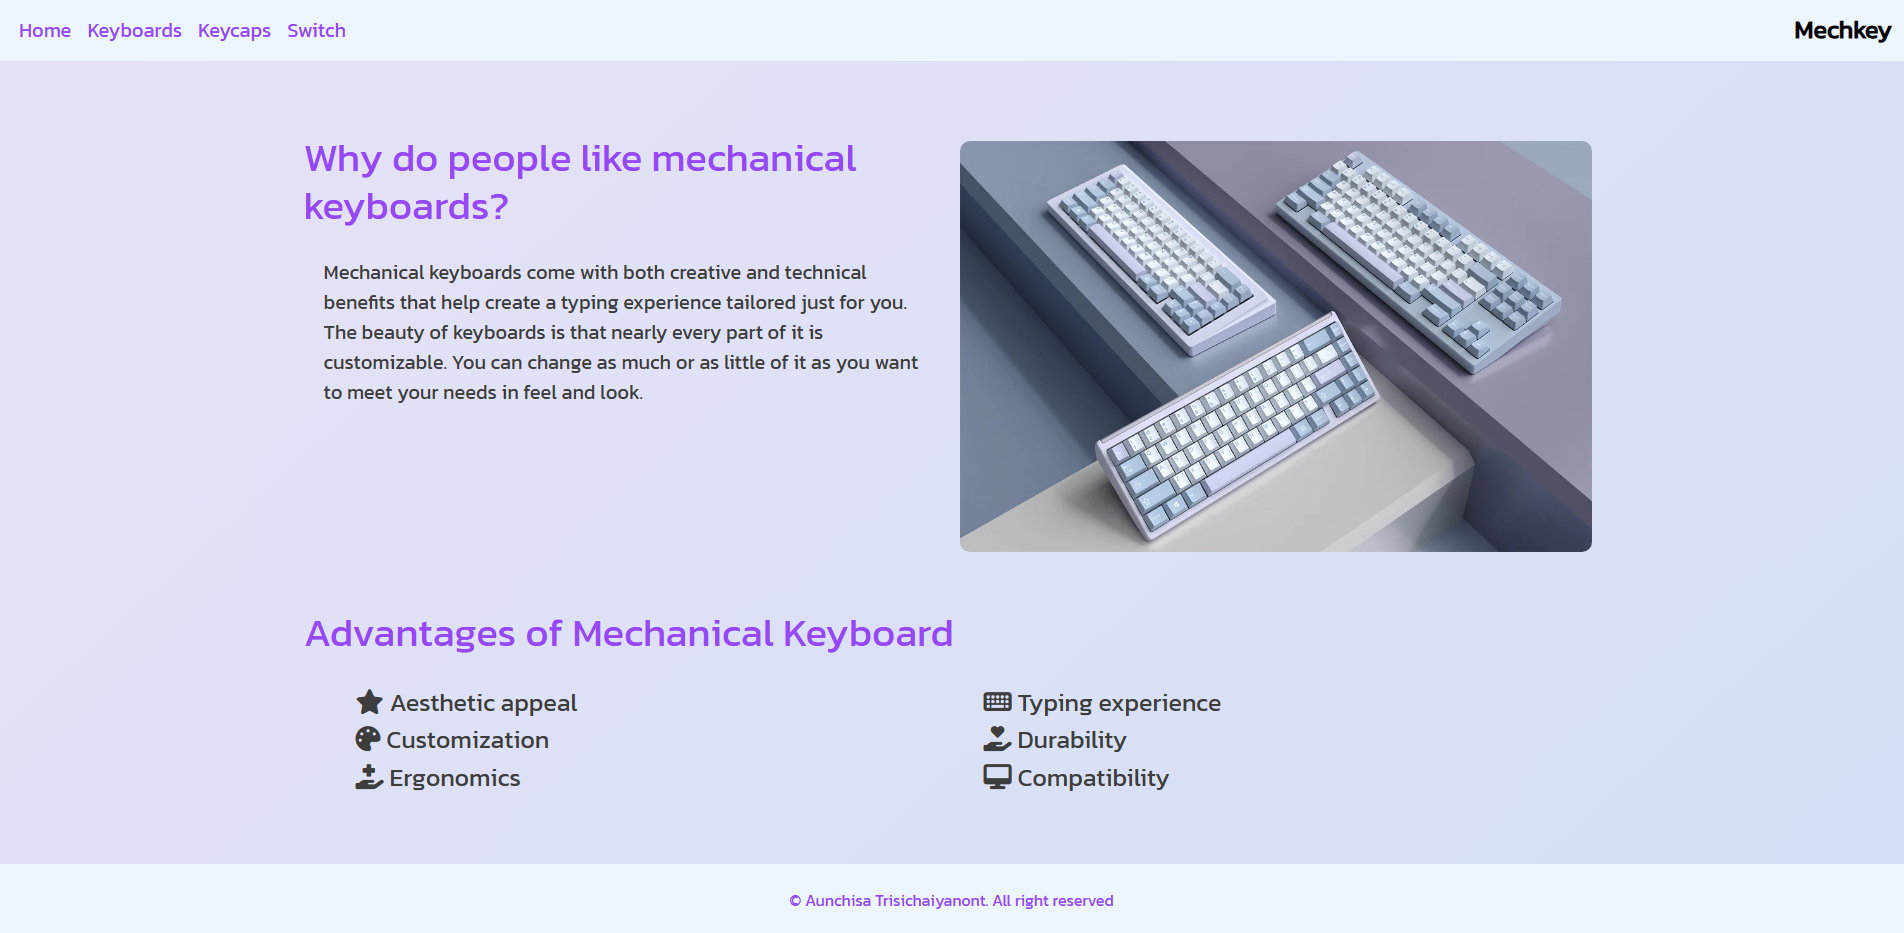 Home Keyboards Keycaps Switch Mechkey
Why do people like mechanical
keyboards?
Mechanical keyboards come with both creative and technical
benefits that help create a typing experience tailored just for you.
The beauty of keyboards is that nearly every part of it is
customizable. You can change as much or as little of it as you want
to meet your needs in feel and look.
Advantages of Mechanical Keyboard
Aesthetic appeal
Customization
Ergonomics
Typing experience
Durability
Compatibility
© Aunchisa Trisichaiyanont. All right reserved